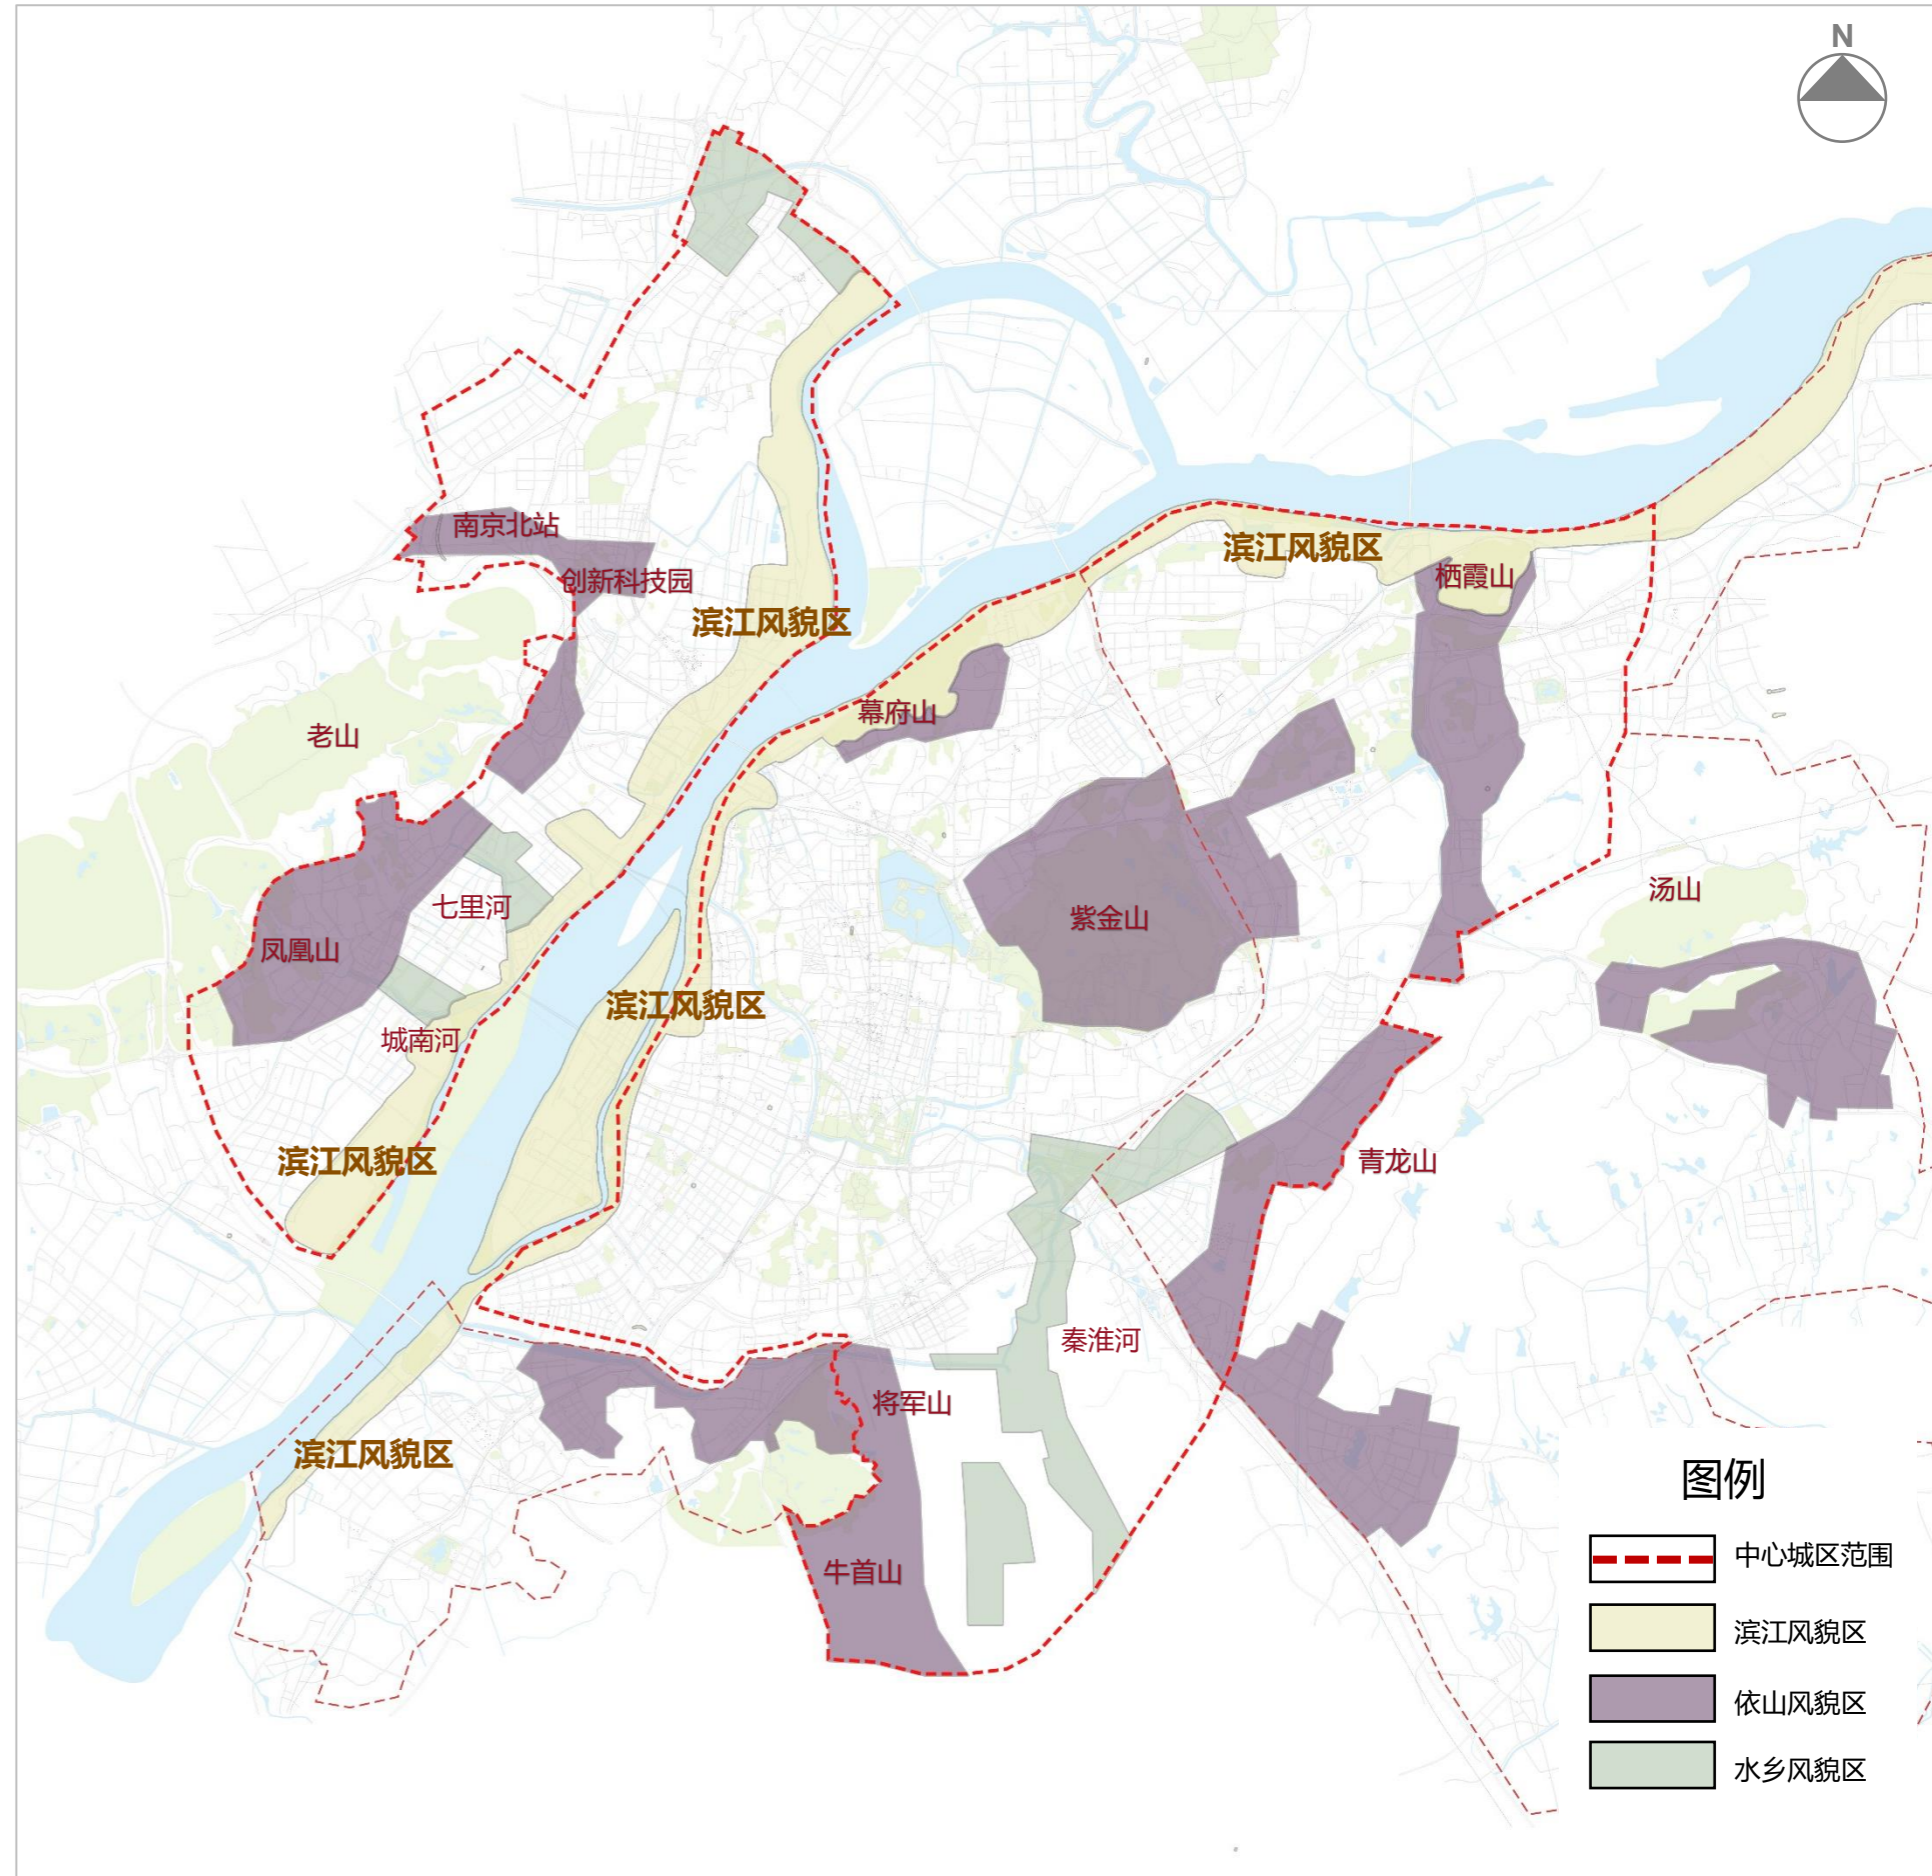 N
南京北站
滨江风貌区
栖霞山
创新科技园
滨江风貌区
幕府山
老山
汤山
七里河
紫金山
凤凰山
滨江风貌区
城南河
滨江风貌区
青龙山
秦淮河
将军山
滨江风貌区
牛首山
图例
中心城区范围
滨江风貌区
依山风貌区
水乡风貌区